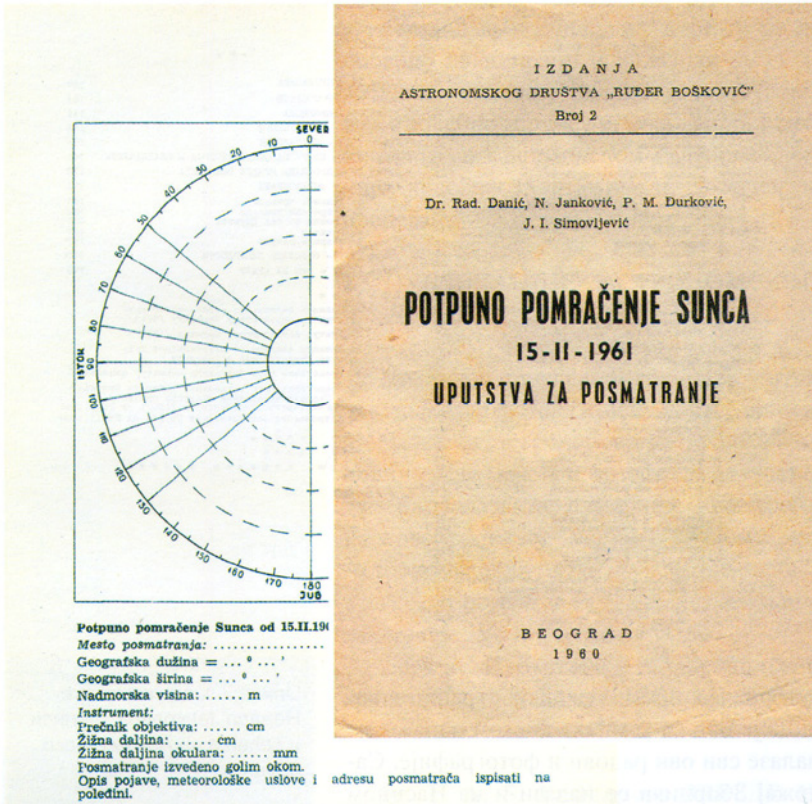 SEVER
0
10
20
30
40
50
60
70
80
90
ISTOK
100
110
120
130
140
150
160
170
180
JUG
Potpuno pomračenje Sunca od 15.II.19
Mesto posmatranja: ..................
Geografska dužina = ... ° ... '
Geografska širina = ... ° ... '
Nadmorska visina: ...... m
Instrument:
Prečnik objektiva: ...... cm
Žižna daljina: ...... cm
Žižna daljina okulara: ...... mm
Posmatranje izvedeno golim okom.
Opis pojave, meteorološke uslove i adresu posmatrača ispisati na
poleđini.
IZDANJA
ASTRONOMSKOG DRUŠTVA „RUĐER BOŠKOVIĆ"
Broj 2
Dr. Rad. Danić, N. Janković, P. M. Đurković,
J. I. Simovljević
POTPUNO POMRAČENJE SUNCA
15-II-1961
UPUTSTVA ZA POSMATRANJE
BEOGRAD
1960